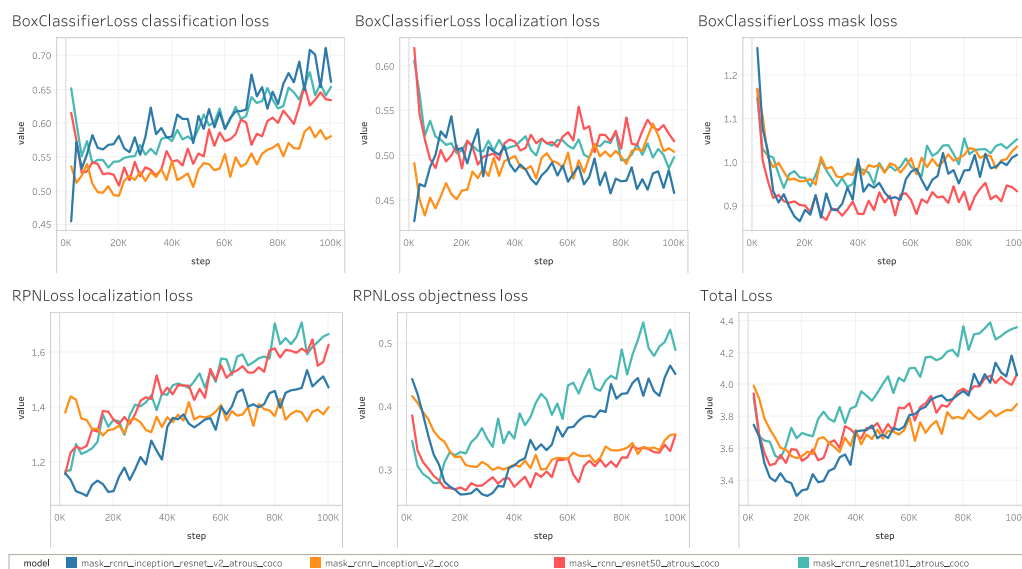 BoxClassifierLoss classification loss
BoxClassifierLoss localization loss
BoxClassifierLoss mask loss
0.70
0.65
0.60
0.55
0.50
0.45
value
0K 20K 40K 60K 80K 100K
step
0.60
0.55
0.50
0.45
value
0K 20K 40K 60K 80K 100K
step
1.2
1.1
1.0
0.9
value
0K 20K 40K 60K 80K 100K
step
RPNLoss localization loss
RPNLoss objectness loss
Total Loss
1.6
1.4
1.2
value
0K 20K 40K 60K 80K 100K
step
0.5
0.4
0.3
value
0K 20K 40K 60K 80K 100K
step
4.4
4.2
4.0
3.8
3.6
3.4
value
0K 20K 40K 60K 80K 100K
step
model mask_rcnn_inception_resnet_v2_atrous_coco mask_rcnn_inception_v2_coco mask_rcnn_resnet50_atrous_coco mask_rcnn_resnet101_atrous_coco